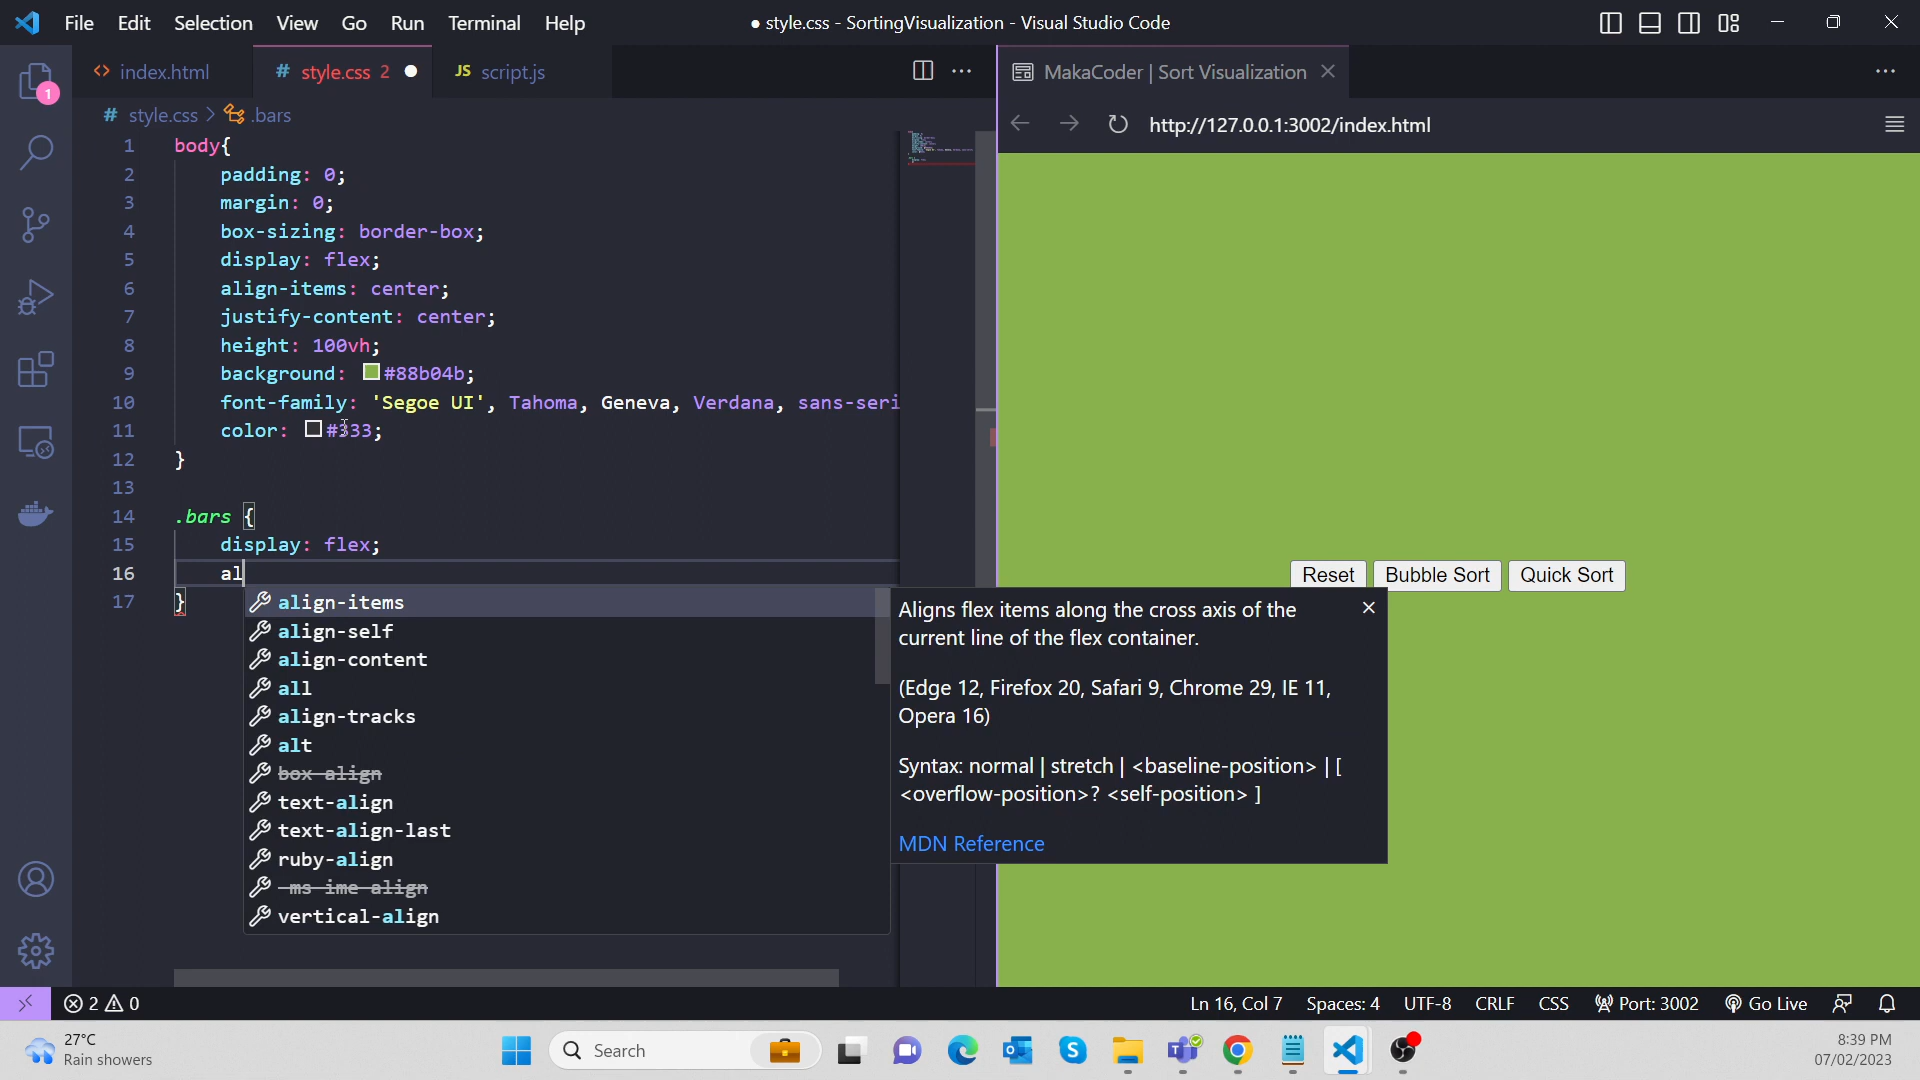 File Edit Selection View Go Run Terminal Help
● style.css - SortingVisualization - Visual Studio Code
<> index.html
# style.css 2 ●
JS script.js
MakaCoder | Sort Visualization
# style.css > .bars
http://127.0.0.1:3002/index.html
1
1 body{
2 padding: 0;
3 margin: 0;
4 box-sizing: border-box;
5 display: flex;
6 align-items: center;
7 justify-content: center;
8 height: 100vh;
9 background: #88b04b;
10 font-family: 'Segoe UI', Tahoma, Geneva, Verdana, sans-seri
11 color: #333;
12 }
13
14 .bars {
15 display: flex;
16 al
17 }
align-items
align-self
align-content
all
align-tracks
alt
box-align
text-align
text-align-last
ruby-align
-ms-ime-align
vertical-align
Aligns flex items along the cross axis of the
current line of the flex container.
(Edge 12, Firefox 20, Safari 9, Chrome 29, IE 11,
Opera 16)
Syntax: normal | stretch | <baseline-position> | [
<overflow-position>? <self-position> ]
MDN Reference
Reset Bubble Sort Quick Sort
2 0
Ln 16, Col 7 Spaces: 4 UTF-8 CRLF CSS Port: 3002 Go Live
27°C
Rain showers
Search
8:39 PM
07/02/2023